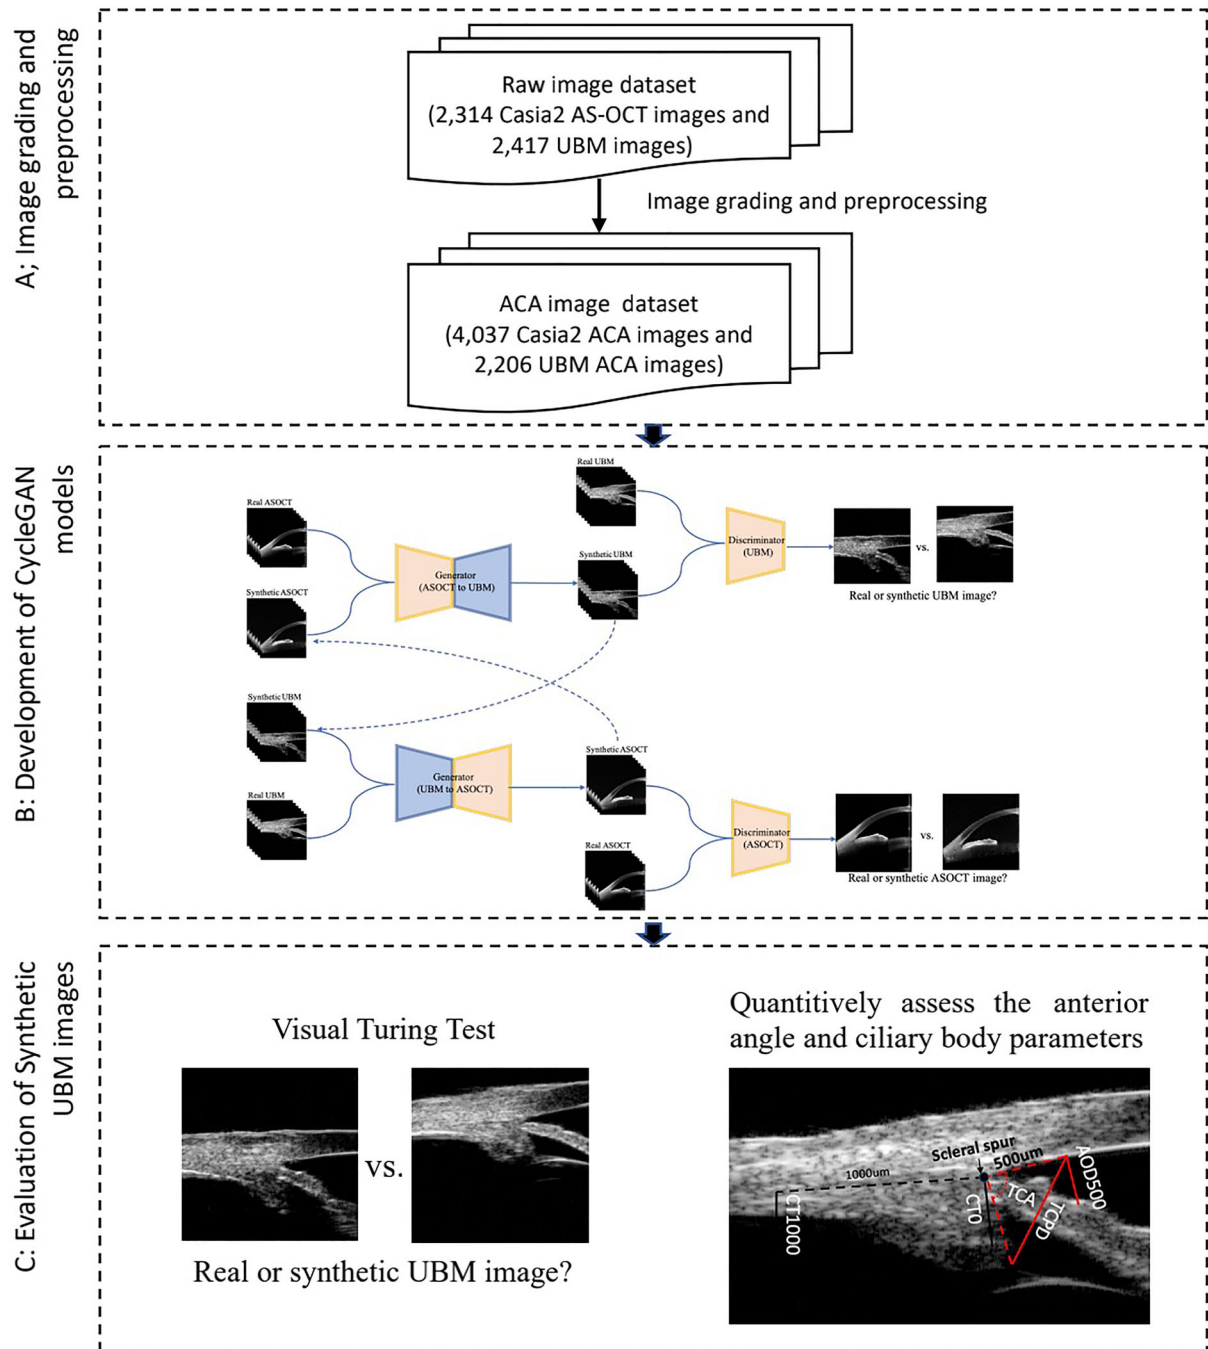 A; Image grading and
preprocessing
Raw image dataset
(2,314 Casia2 AS-OCT images and
2,417 UBM images)
Image grading and preprocessing
ACA image dataset
(4,037 Casia2 ACA images and
2,206 UBM ACA images)
B: Development of CycleGAN
models
Real ASOCT
Synthetic ASOCT
Generator
(ASOCT to UBM)
Real UBM
Synthetic UBM
Discriminator
(UBM)
vs.
Real or synthetic UBM image?
Synthetic UBM
Real UBM
Generator
(UBM to ASOCT)
Synthetic ASOCT
Real ASOCT
Discriminator
(ASOCT)
vs.
Real or synthetic ASOCT image?
C: Evaluation of Synthetic
UBM images
Visual Turing Test
vs.
Real or synthetic UBM image?
Quantitively assess the anterior
angle and ciliary body parameters
Scleral spur
500um
1000um
CT1000
CT0
TCA
TCPD
AOD500